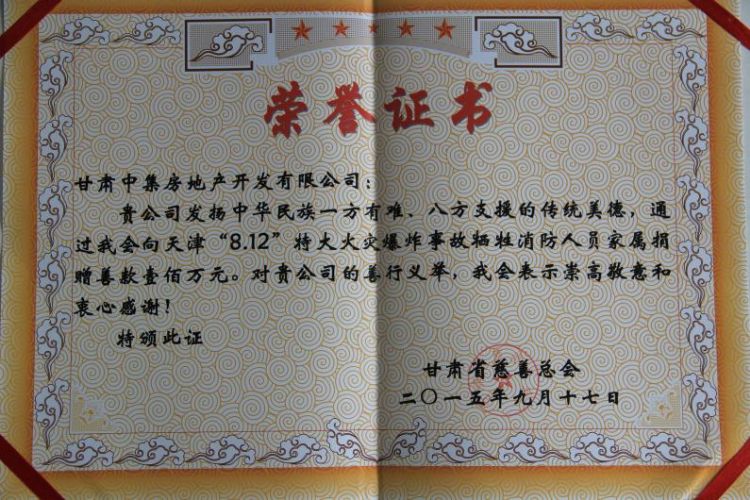 荣誉证书
甘肃中集房地产开发有限公司：
贵公司发扬中华民族一方有难、八方支援的传统美德，通
过我会向天津“8.12”特大火灾爆炸事故牺牲消防人员家属捐
赠善款壹佰万元。对贵公司的善行义举，我会表示崇高敬意和
衷心感谢！
特颁此证
甘肃省慈善总会
二〇一五年九月十七日